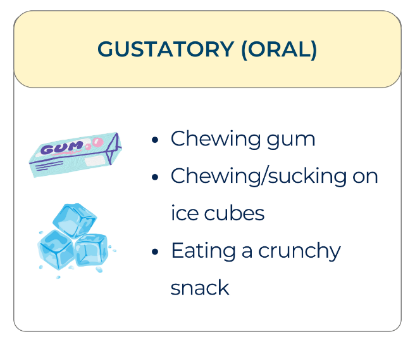 GUSTATORY (ORAL)
GUM
• Chewing gum
• Chewing/sucking on
ice cubes
• Eating a crunchy
snack